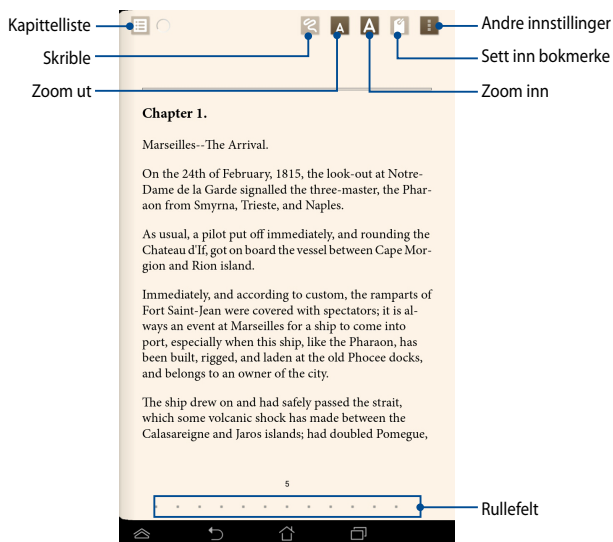 Kapittelliste
Skrible
Zoom ut
Andre innstillinger
Sett inn bokmerke
Zoom inn
A
A
Chapter 1.
Marseilles--The Arrival.
On the 24th of February, 1815, the look-out at Notre-
Dame de la Garde signalled the three-master, the Phar-
aon from Smyrna, Trieste, and Naples.
As usual, a pilot put off immediately, and rounding the
Chateau d'If, got on board the vessel between Cape Mor-
gion and Rion island.
Immediately, and according to custom, the ramparts of
Fort Saint-Jean were covered with spectators; it is al-
ways an event at Marseilles for a ship to come into
port, especially when this ship, like the Pharaon, has
been built, rigged, and laden at the old Phocee docks,
and belongs to an owner of the city.
The ship drew on and had safely passed the strait,
which some volcanic shock has made between the
Calasareigne and Jaros islands; had doubled Pomegue,
5
Rullefelt